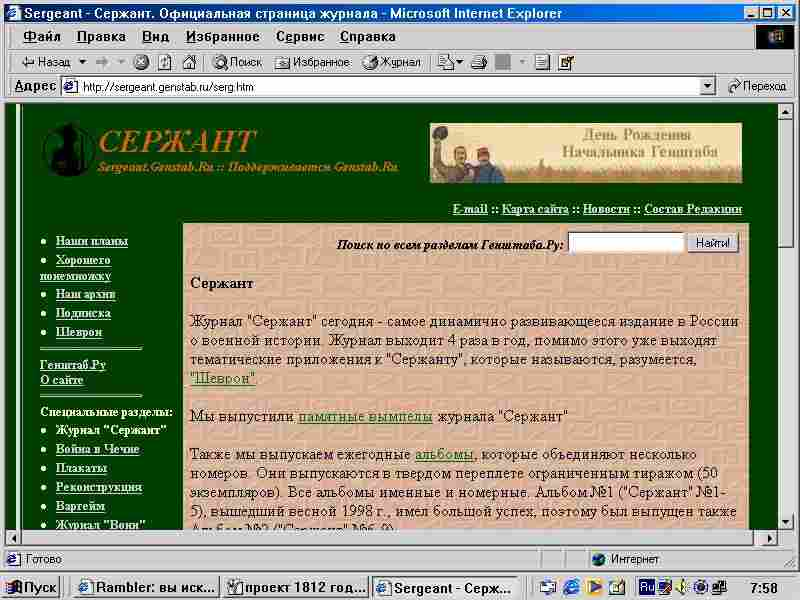 Sergeant - Сержант. Официальная страница журнала - Microsoft Internet Explorer
Файл Правка Вид Избранное Сервис Справка
Назад Поиск Избранное Журнал
Адрес http://sergeant.genstab.ru/serg.htm Переход
СЕРЖАНТ
Sergeant.Genstab.Ru :: Поддерживается Genstab.Ru
День Рождения
Начальника Генштаба
E-mail :: Карта сайта :: Новости :: Состав Редакции
Наши планы
Хорошего
понемножку
Наш архив
Подписка
Шеврон
Генштаб.Ру
О сайте
Специальные разделы:
Журнал "Сержант"
Война в Чечне
Плакаты
Реконструкция
Варгейм
Журнал "Вони"
Поиск по всем разделам Генштаба.Ру: Найти!
Сержант
Журнал "Сержант" сегодня - самое динамично развивающееся издание в России
о военной истории. Журнал выходит 4 раза в год, помимо этого уже выходят
тематические приложения к "Сержанту", которые называются, разумеется,
"Шеврон".
Мы выпустили памятные вымпелы журнала "Сержант"
Также мы выпускаем ежегодные альбомы, которые объединяют несколько
номеров. Они выпускаются в твердом переплете ограниченным тиражом (50
экземпляров). Все альбомы именные и номерные. Альбом №1 ("Сержант" №1-
5), вышедший весной 1998 г., имел большой успех, поэтому был выпущен также
Альбом №2 ("Сержант" №6-9)
Готово Интернет
Пуск Rambler: вы иск... проект 1812 год... Sergeant - Серж... Ru 7:58